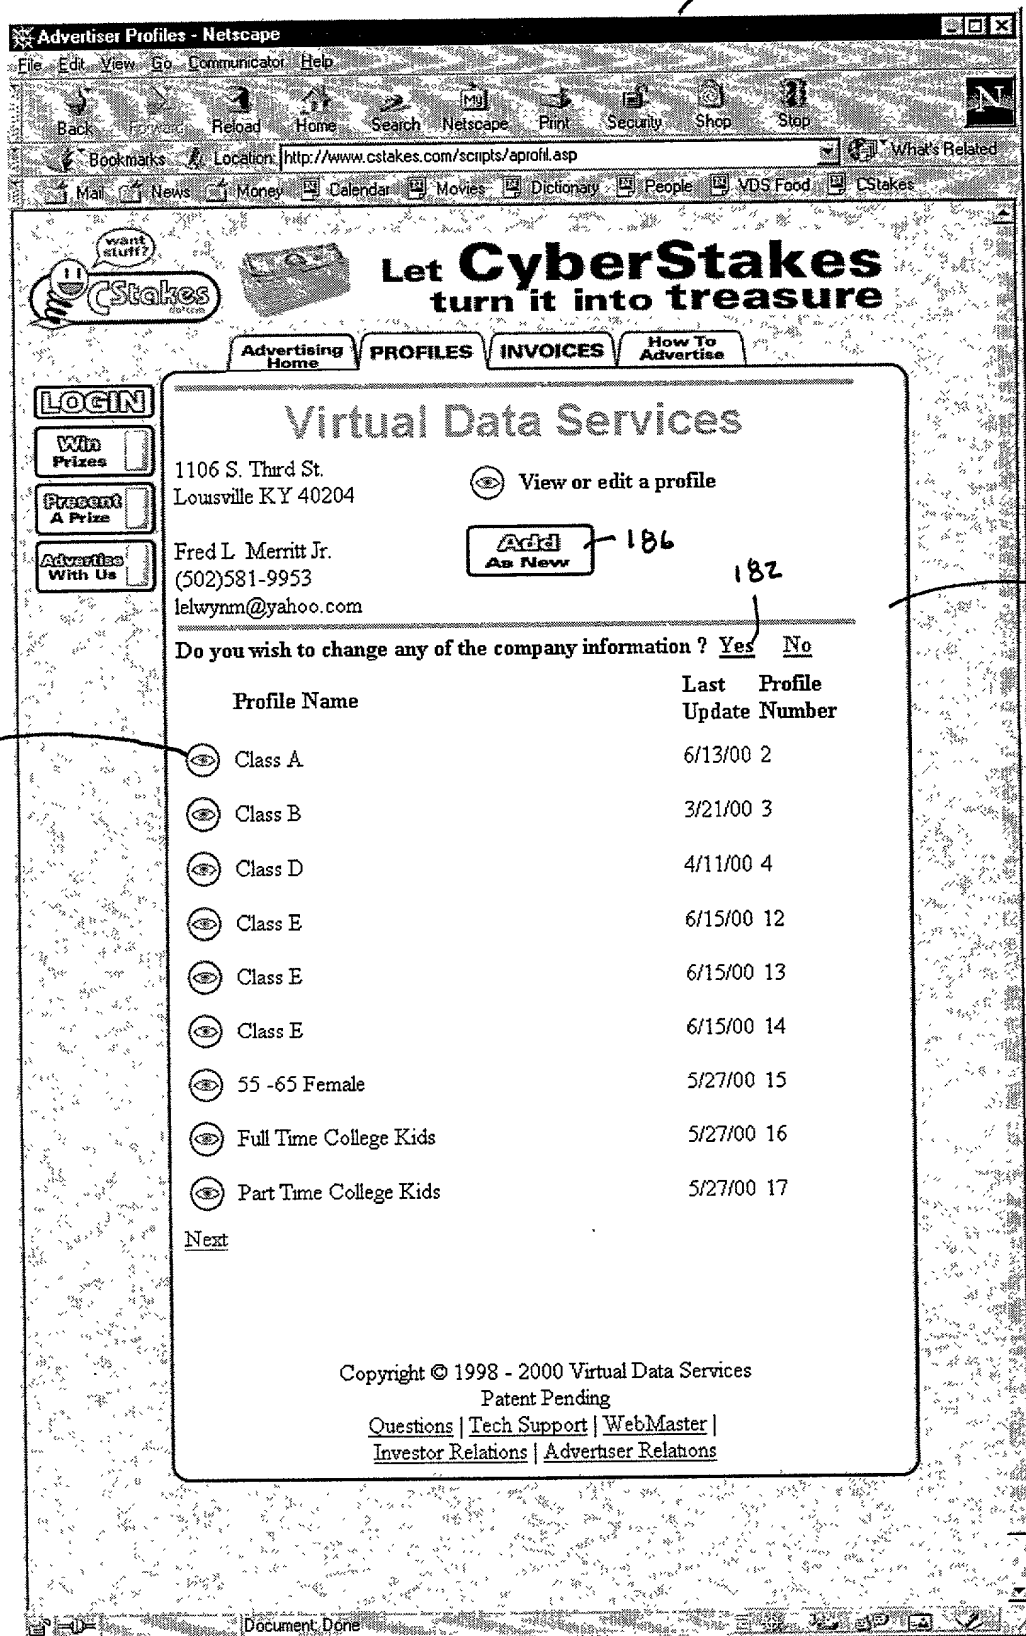 Advertiser Profiles - Netscape
File Edit View Go Communicator Help
Back Forward Reload Home Search Netscape Print Security Shop Stop
My
N
Bookmarks Location: http://www.cstakes.com/scripts/aprofil.asp What's Related
Mail News Money Calendar Movies Dictionary People VDS Food CStakes
want
stuff?
CStakes
dotcom
Let CyberStakes
turn it into treasure
Advertising
Home
PROFILES
INVOICES
How To
Advertise
LOGIN
Win
Prizes
Present
A Prize
Advertise
With Us
Virtual Data Services
1106 S. Third St.
Louisville KY 40204
View or edit a profile
Fred L Merritt Jr.
(502)581-9953
lelwynm@yahoo.com
Add
As New
186
182
Do you wish to change any of the company information ? Yes No
Profile Name Last Update Profile Number
Class A 6/13/00 2
Class B 3/21/00 3
Class D 4/11/00 4
Class E 6/15/00 12
Class E 6/15/00 13
Class E 6/15/00 14
55 -65 Female 5/27/00 15
Full Time College Kids 5/27/00 16
Part Time College Kids 5/27/00 17
Next
Copyright © 1998 - 2000 Virtual Data Services
Patent Pending
Questions | Tech Support | WebMaster |
Investor Relations | Advertiser Relations
Document: Done